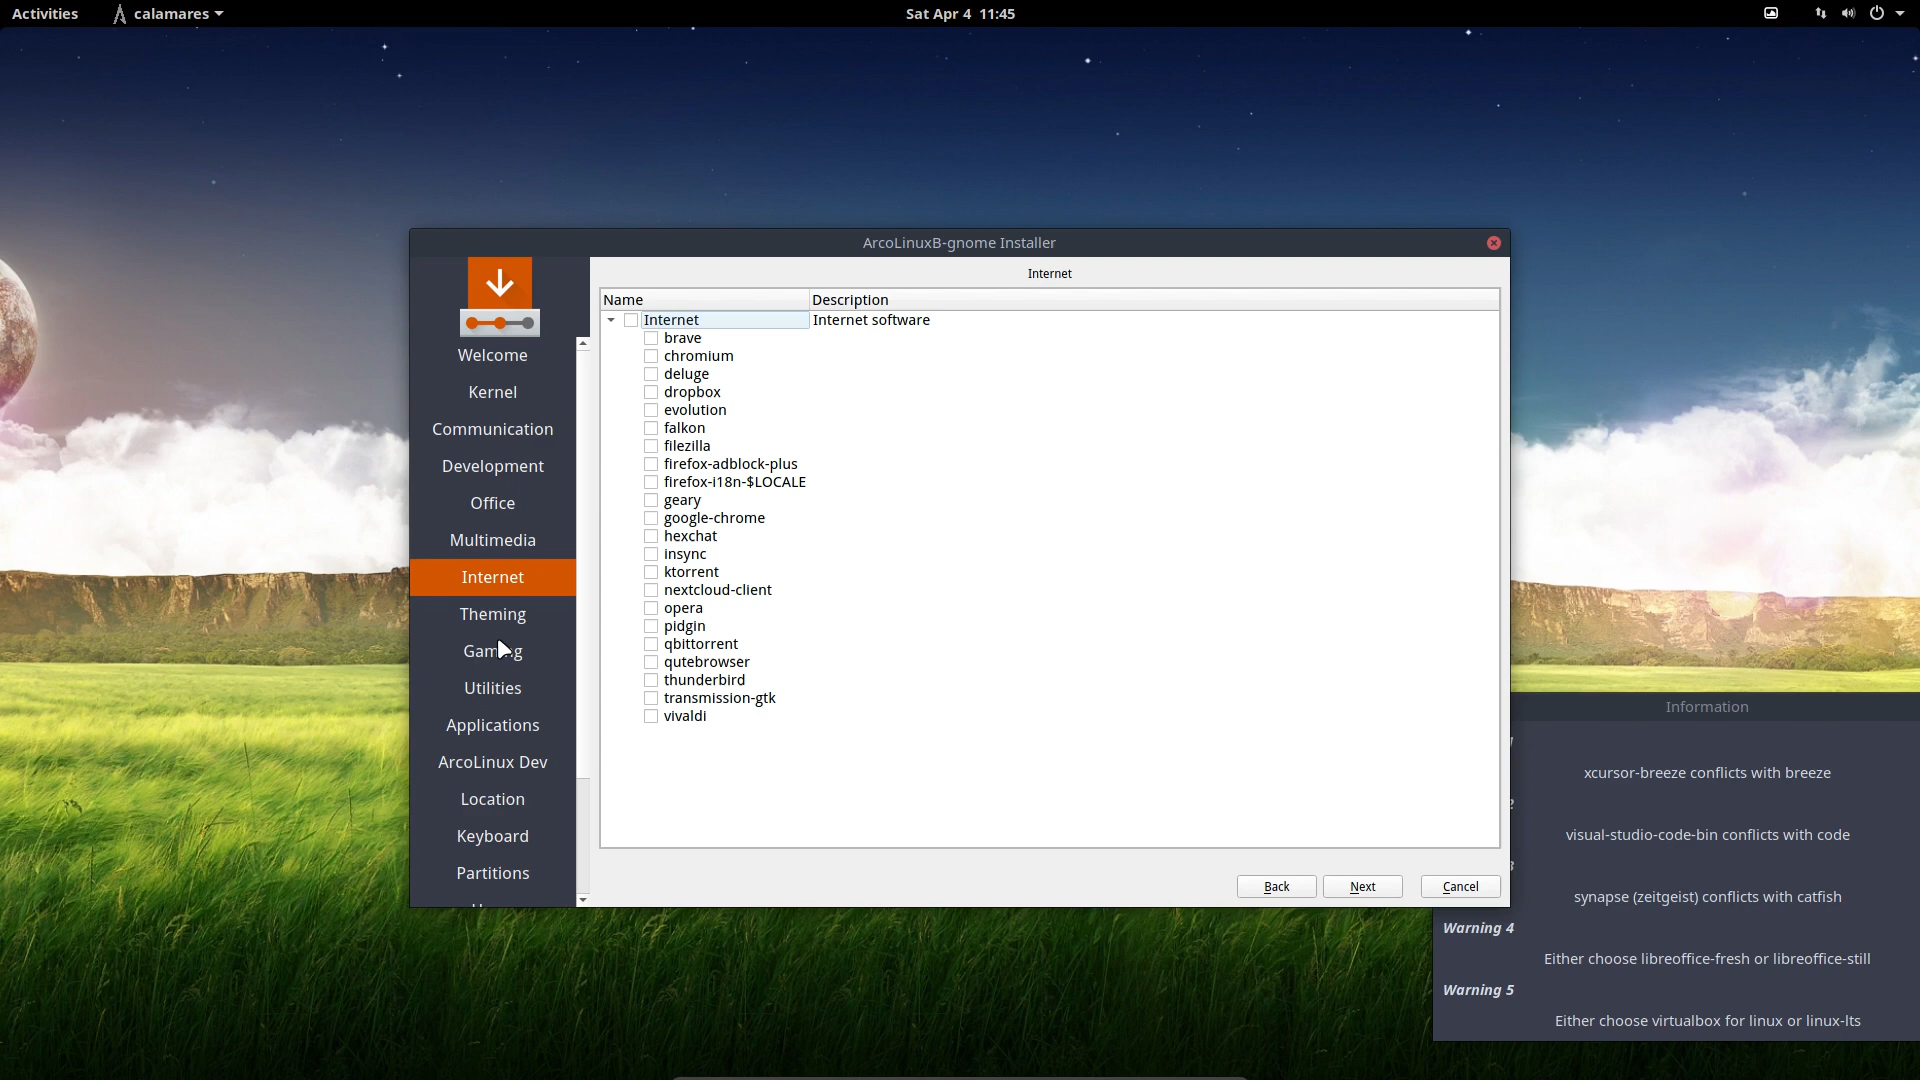 Activities
calamares
Sat Apr 4 11:45
ArcoLinuxB-gnome Installer
Welcome
Kernel
Communication
Development
Office
Multimedia
Internet
Theming
Utilities
Applications
ArcoLinux Dev
Location
Keyboard
Partitions
Internet
Name Description
Internet Internet software
brave
chromium
deluge
dropbox
evolution
falkon
filezilla
firefox-adblock-plus
firefox-i18n-$LOCALE
geary
google-chrome
hexchat
insync
ktorrent
nextcloud-client
opera
pidgin
qbittorrent
qutebrowser
thunderbird
transmission-gtk
vivaldi
Back Next Cancel
Information
xcursor-breeze conflicts with breeze
visual-studio-code-bin conflicts with code
synapse (zeitgeist) conflicts with catfish
Warning 4
Either choose libreoffice-fresh or libreoffice-still
Warning 5
Either choose virtualbox for linux or linux-lts